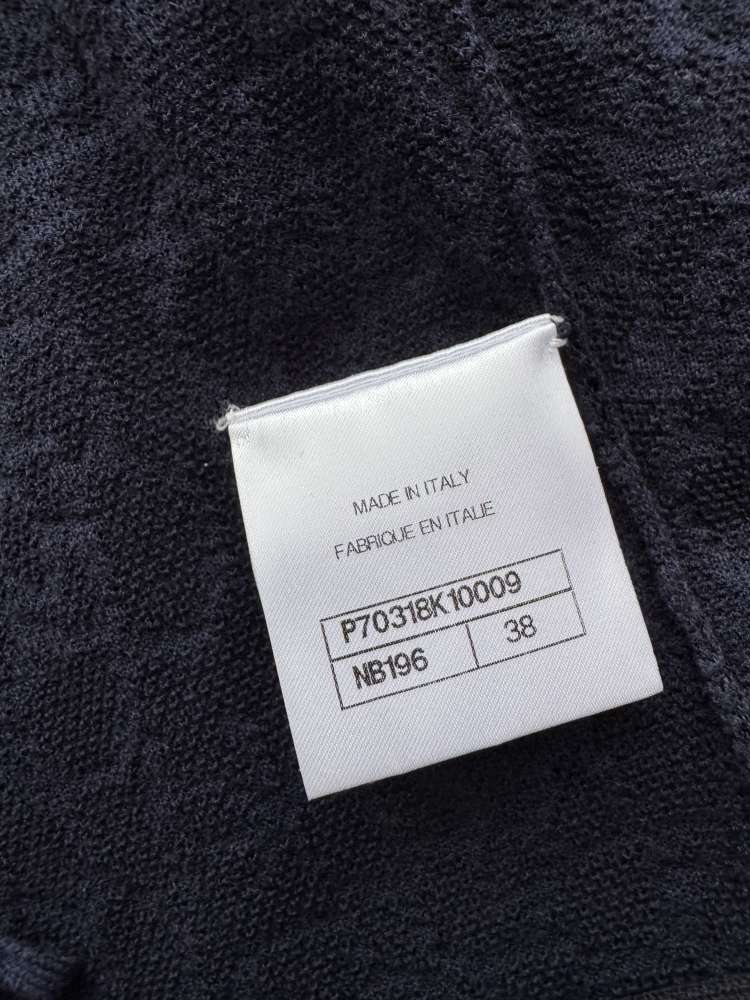 MADE IN ITALY
FABRIQUE EN ITALIE
P70318K10009
NB196 38